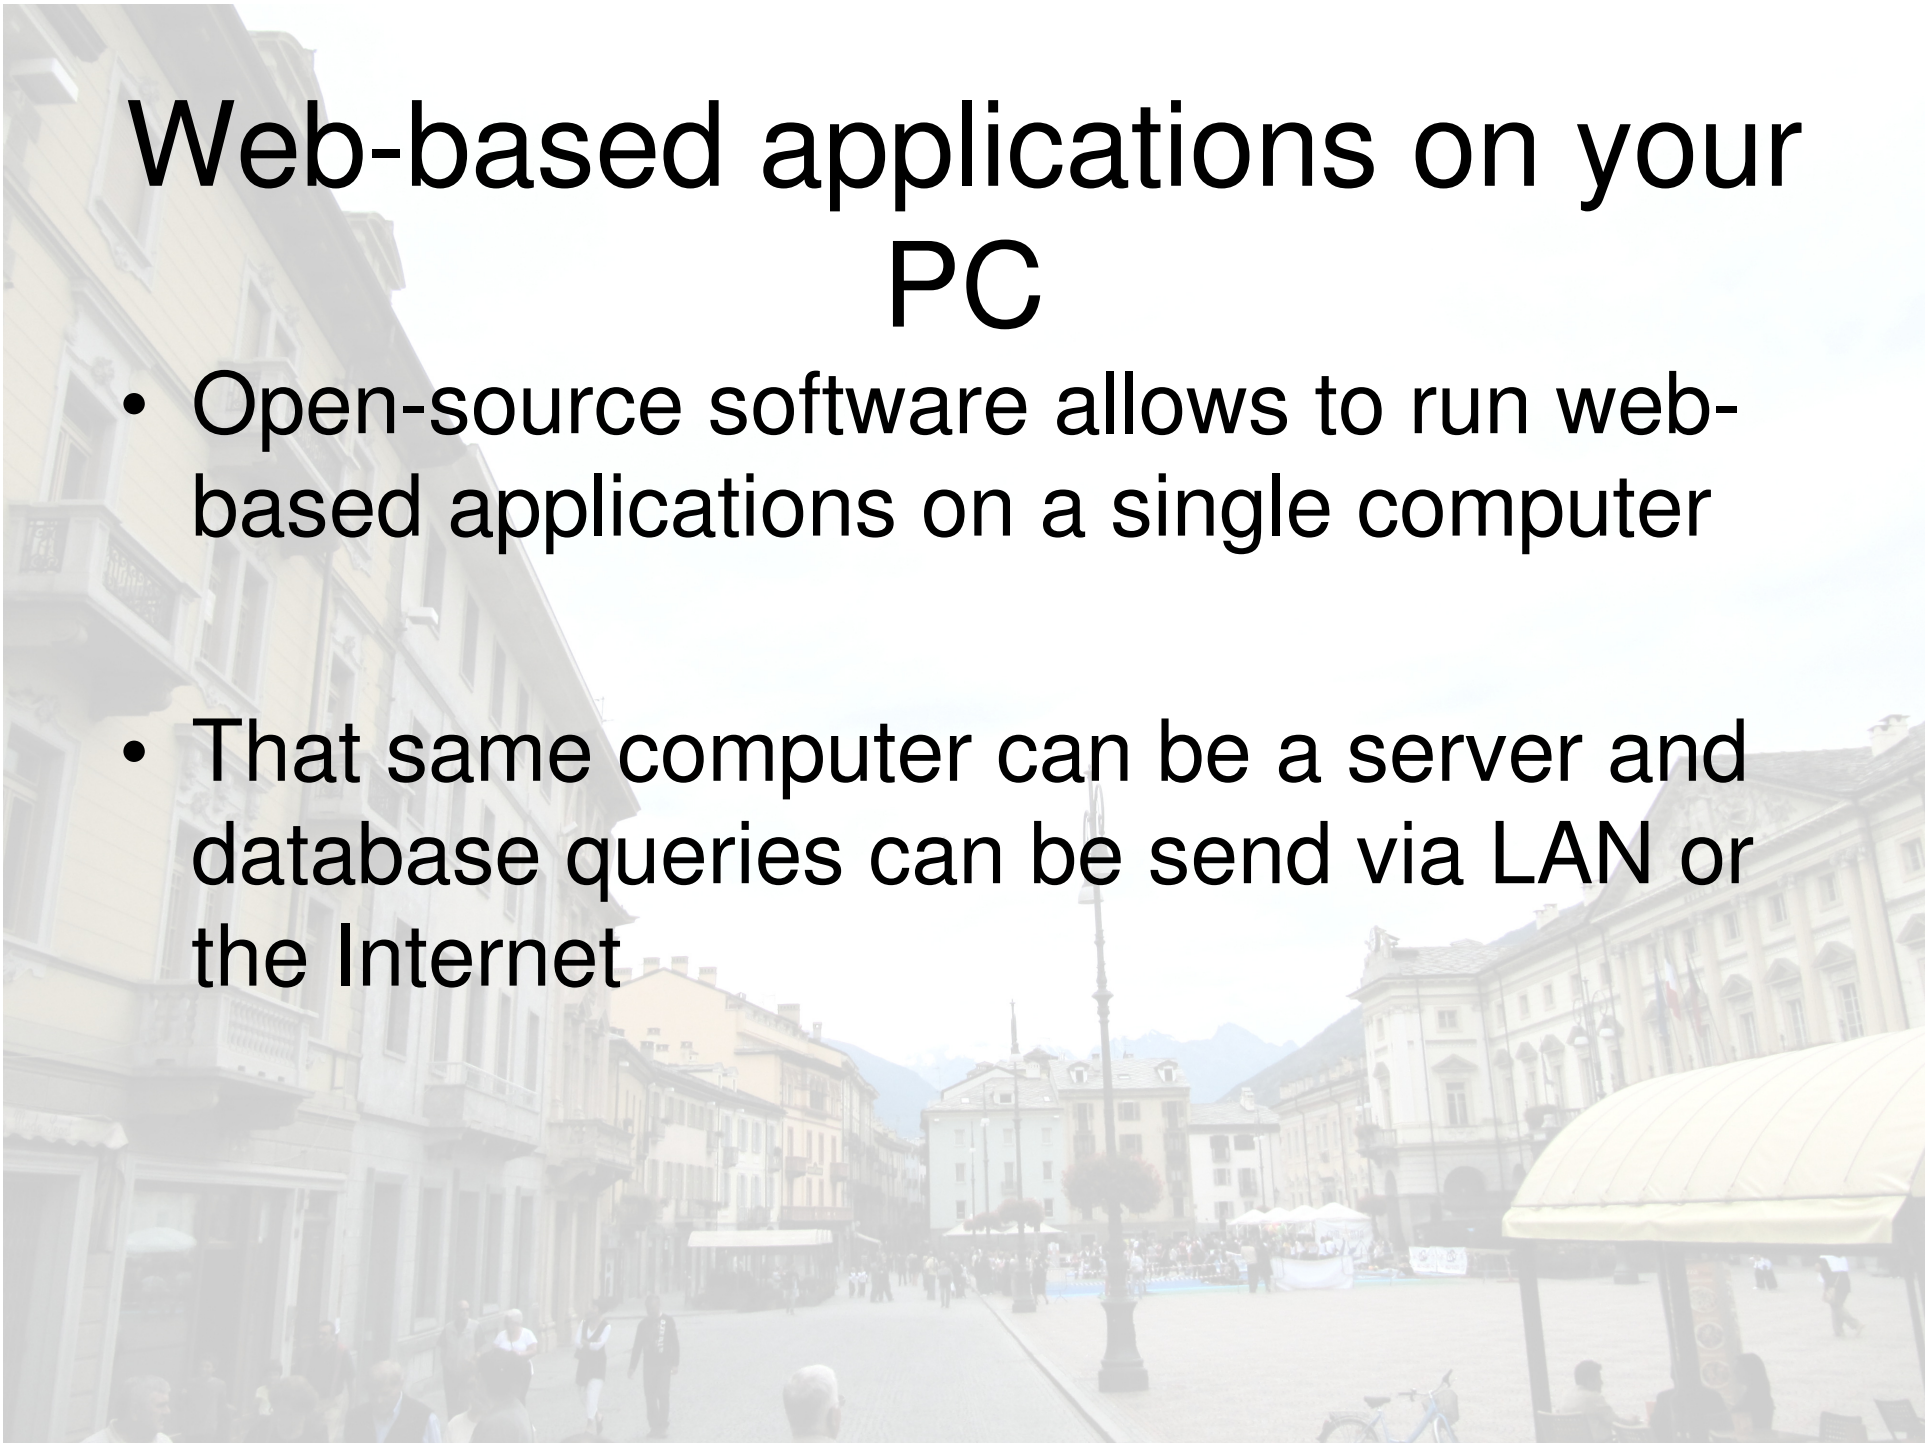 Web-based applications on your
PC
• Open-source software allows to run web-
based applications on a single computer
• That same computer can be a server and
database queries can be send via LAN or
the Internet